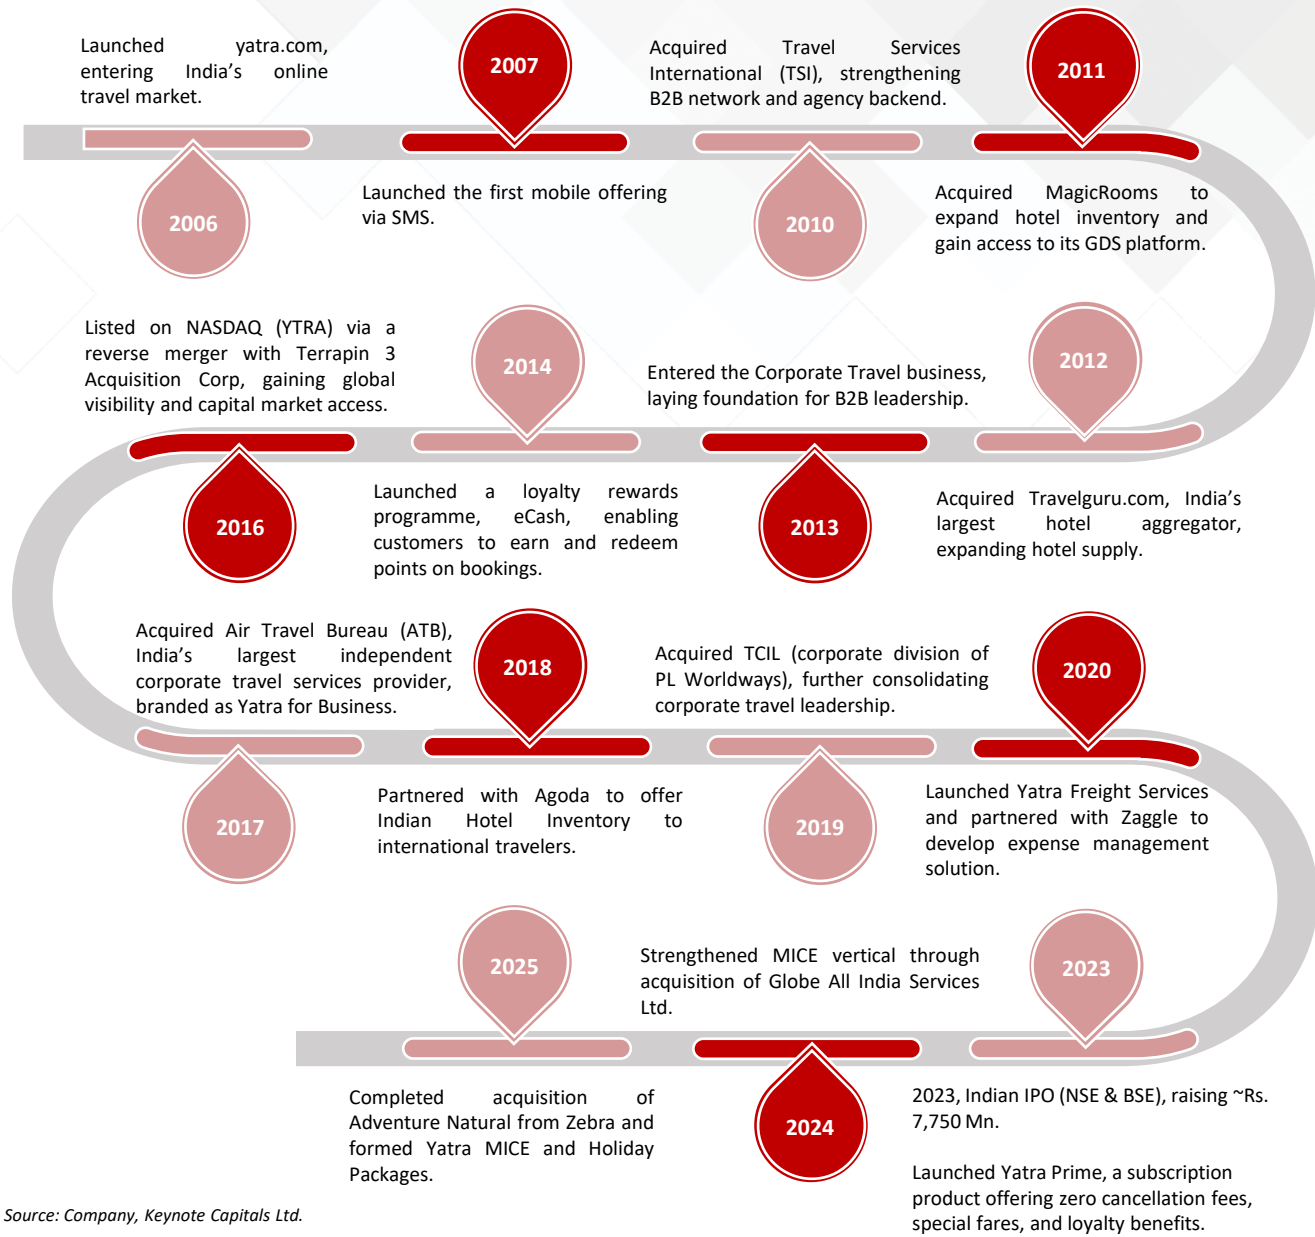 Launched yatra.com,
entering India’s online
travel market.
2006
2007
Launched the first mobile offering
via SMS.
Acquired Travel Services
International (TSI), strengthening
B2B network and agency backend.
2010
2011
Acquired MagicRooms to
expand hotel inventory and
gain access to its GDS platform.
2012
Acquired Travelguru.com, India’s
largest hotel aggregator,
expanding hotel supply.
Entered the Corporate Travel business,
laying foundation for B2B leadership.
2013
2014
Launched a loyalty rewards
programme, eCash, enabling
customers to earn and redeem
points on bookings.
Listed on NASDAQ (YTRA) via a
reverse merger with Terrapin 3
Acquisition Corp, gaining global
visibility and capital market access.
2016
Acquired Air Travel Bureau (ATB),
India’s largest independent
corporate travel services provider,
branded as Yatra for Business.
2017
2018
Partnered with Agoda to offer
Indian Hotel Inventory to
international travelers.
Acquired TCIL (corporate division of
PL Worldways), further consolidating
corporate travel leadership.
2019
2020
Launched Yatra Freight Services
and partnered with Zaggle to
develop expense management
solution.
2023
2023, Indian IPO (NSE & BSE), raising ~Rs.
7,750 Mn.
Launched Yatra Prime, a subscription
product offering zero cancellation fees,
special fares, and loyalty benefits.
Strengthened MICE vertical through
acquisition of Globe All India Services
Ltd.
2024
2025
Completed acquisition of
Adventure Natural from Zebra and
formed Yatra MICE and Holiday
Packages.
Source: Company, Keynote Capitals Ltd.